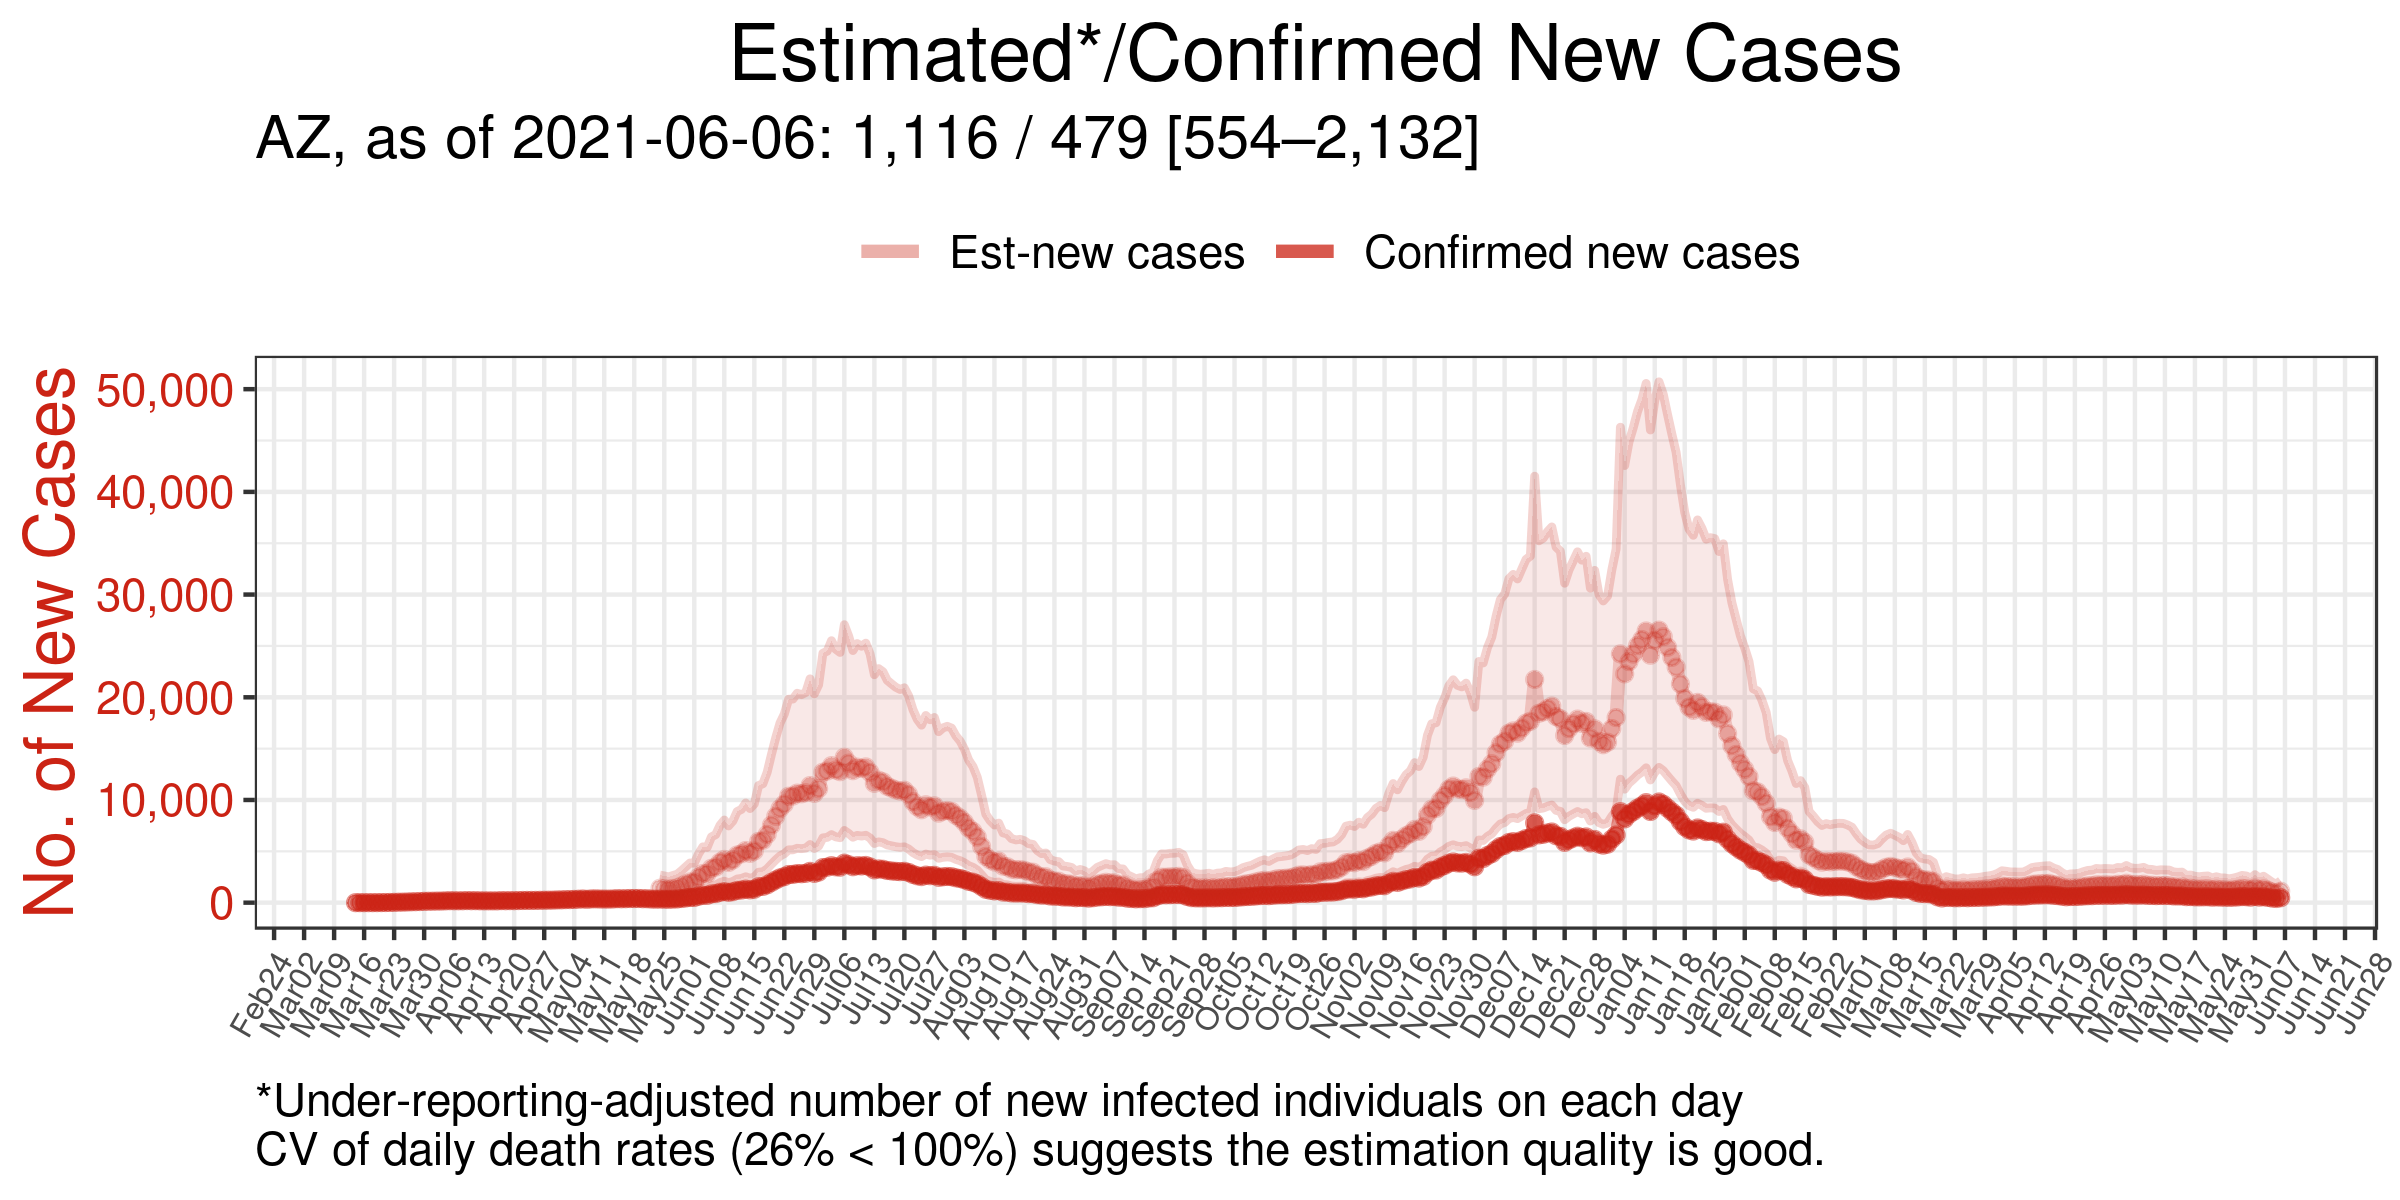 Estimated*/Confirmed New Cases
AZ, as of 2021-06-06: 1,116 / 479 [554–2,132]
Est-new cases
Confirmed new cases
No. of New Cases
50,000
40,000
30,000
20,000
10,000
0
Feb24
Mar02
Mar09
Mar16
Mar23
Mar30
Apr06
Apr13
Apr20
Apr27
May04
May11
May18
May25
Jun01
Jun08
Jun15
Jun22
Jun29
Jul06
Jul13
Jul20
Jul27
Aug03
Aug10
Aug17
Aug24
Aug31
Sep07
Sep14
Sep21
Sep28
Oct05
Oct12
Oct19
Oct26
Nov02
Nov09
Nov16
Nov23
Nov30
Dec07
Dec14
Dec21
Dec28
Jan04
Jan11
Jan18
Jan25
Feb01
Feb08
Feb15
Feb22
Mar01
Mar08
Mar15
Mar22
Mar29
Apr05
Apr12
Apr19
Apr26
May03
May10
May17
May24
May31
Jun07
Jun14
Jun21
Jun28
*Under-reporting-adjusted number of new infected individuals on each day
CV of daily death rates (26% < 100%) suggests the estimation quality is good.